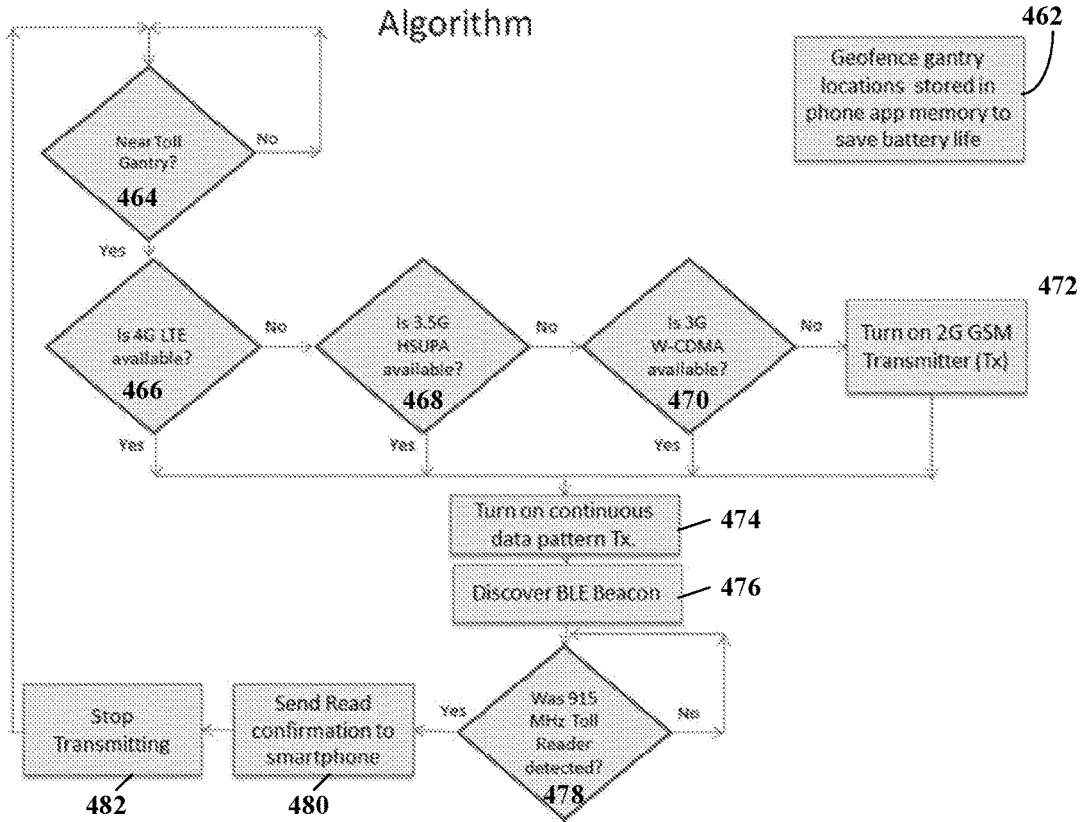 Algorithm
462
Geofence gantry
locations stored in
phone app memory to
save battery life
Near Toll
Gantry?
464
No
Yes
Is 4G LTE
available?
466
No
Yes
Is 3.5G
HSUPA
available?
468
No
Yes
Is 3G
W-CDMA
available?
470
No
Yes
472
Turn on 2G GSM
Transmitter (Tx)
Turn on continuous
data pattern Tx.
474
Discover BLE Beacon
476
Was 915
MHz Toll
Reader
detected?
478
No
Yes
Send Read
confirmation to
smartphone
480
Stop
Transmitting
482